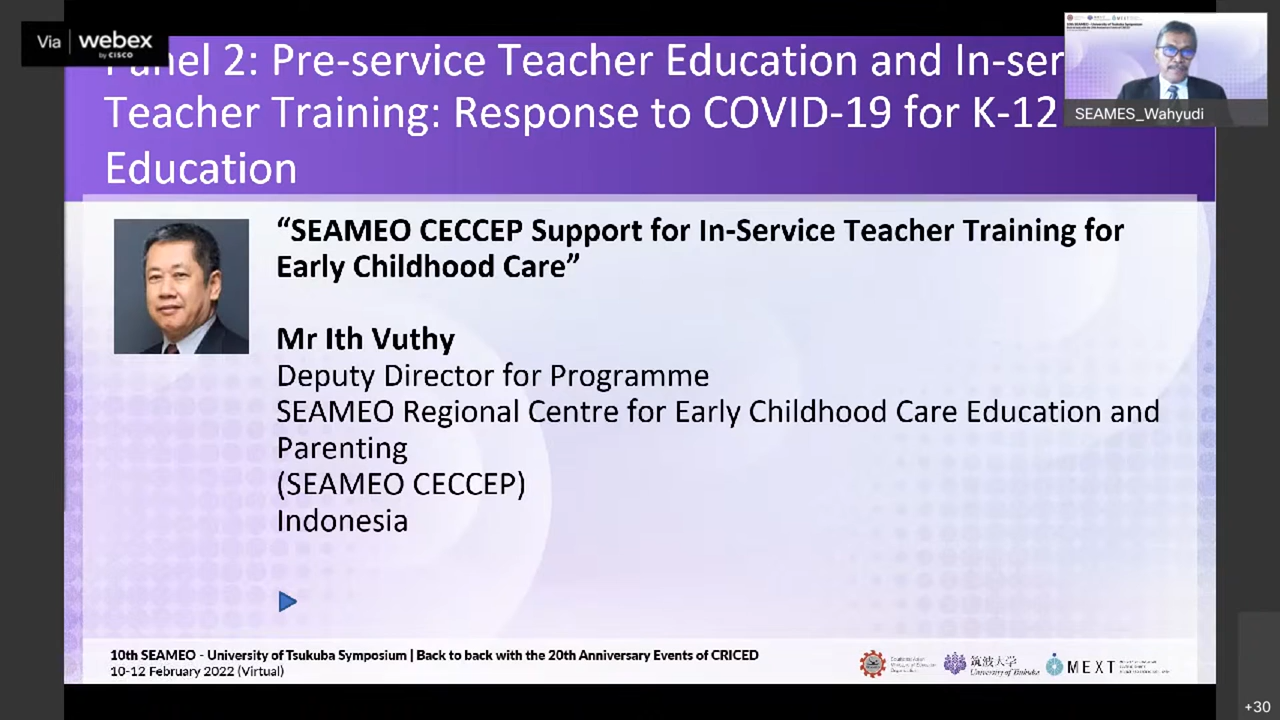 Via webex
by CISCO
Panel 2: Pre-service Teacher Education and In-ser
Teacher Training: Response to COVID-19 for K-12
Education
SEAMES_Wahyudi
“SEAMEO CECCEP Support for In-Service Teacher Training for
Early Childhood Care”
Mr Ith Vuthy
Deputy Director for Programme
SEAMEO Regional Centre for Early Childhood Care Education and
Parenting
(SEAMEO CECCEP)
Indonesia
10th SEAMEO - University of Tsukuba Symposium | Back to back with the 20th Anniversary Events of CRICED
10-12 February 2022 (Virtual)
筑波大学
University of Tsukuba
MEXT
+30